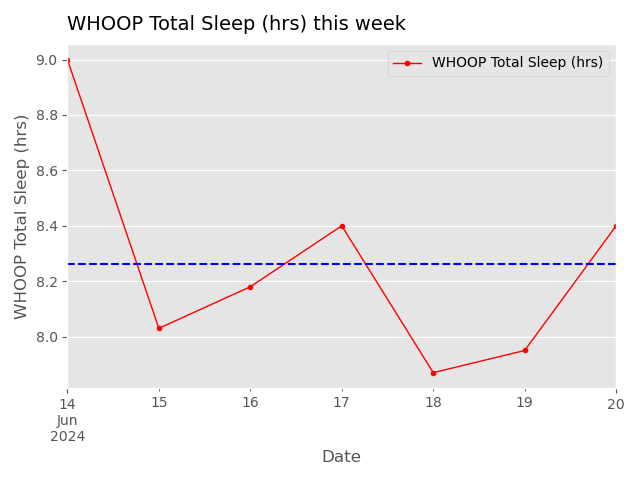 WHOOP Total Sleep (hrs) this week
WHOOP Total Sleep (hrs)
WHOOP Total Sleep (hrs)
9.0
8.8
8.6
8.4
8.2
8.0
14 15 16 17 18 19 20
Jun
2024
Date